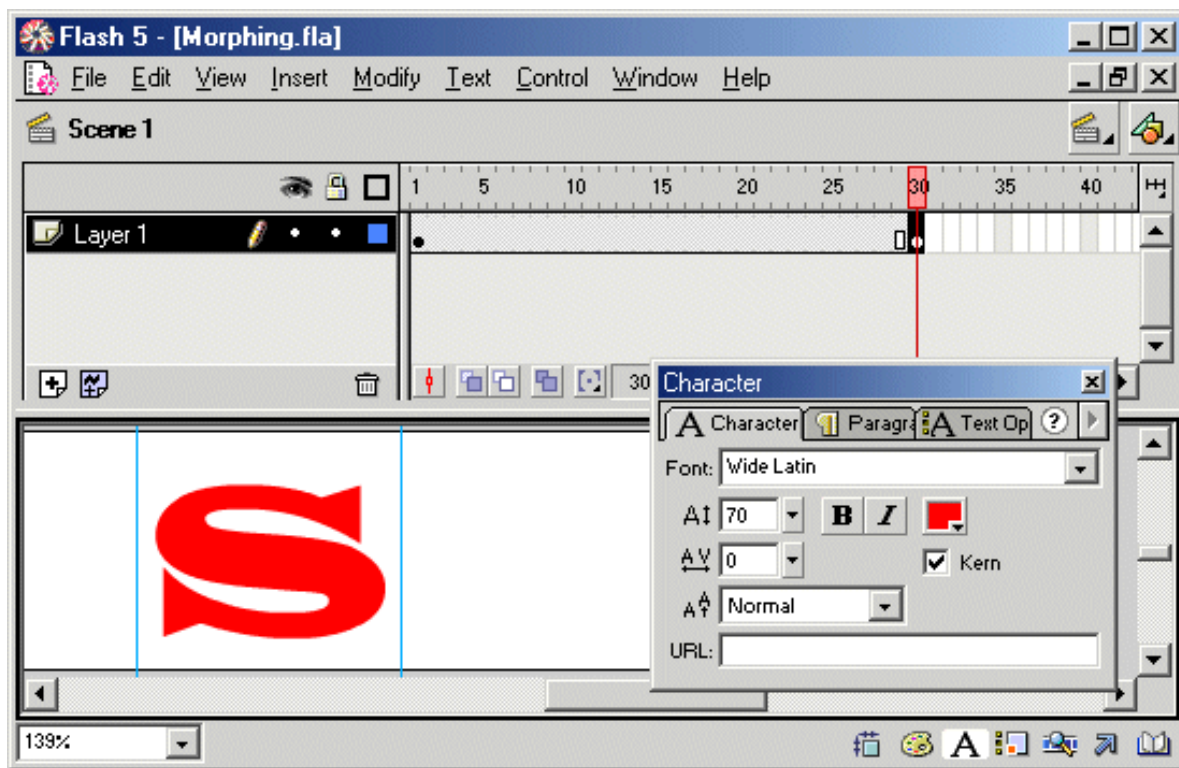 Flash 5 - [Morphing.fla]
File Edit View Insert Modify Text Control Window Help
Scene 1
1 5 10 15 20 25 30 35 40
Layer 1
30
Character
A Character Paragra A Text Op ?
Font: Wide Latin
A 70 B I
AV 0 Kern
AA Normal
URL:
S
139% A